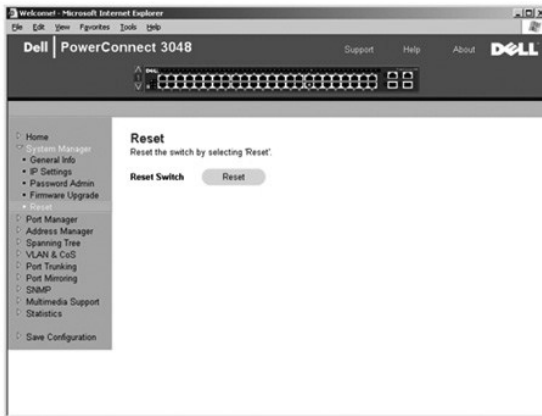 Welcome! - Microsoft Internet Explorer
File Edit View Favorites Tools Help
Dell | PowerConnect 3048
Support Help About DELL
Home
System Manager
General Info
IP Settings
Password Admin
Firmware Upgrade
Reset
Port Manager
Address Manager
Spanning Tree
VLAN & CoS
Port Trunking
Port Mirroring
SNMP
Multimedia Support
Statistics
Save Configuration
Reset
Reset the switch by selecting 'Reset'.
Reset Switch Reset